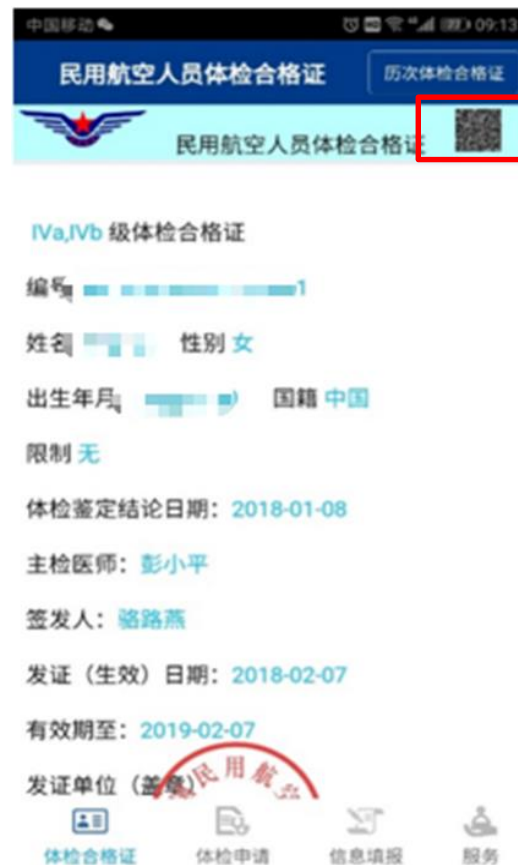 中国移动 HD 46 09:13
民用航空人员体检合格证 历次体检合格证
民用航空人员体检合格证
IVa,IVb 级体检合格证
编号 1
姓名 性别 女
出生年月 国籍 中国
限制 无
体检鉴定结论日期：2018-01-08
主检医师：彭小平
签发人：骆路燕
发证（生效）日期：2018-02-07
有效期至：2019-02-07
发证单位（盖章）
民用航
体检合格证 体检申请 信息填报 服务